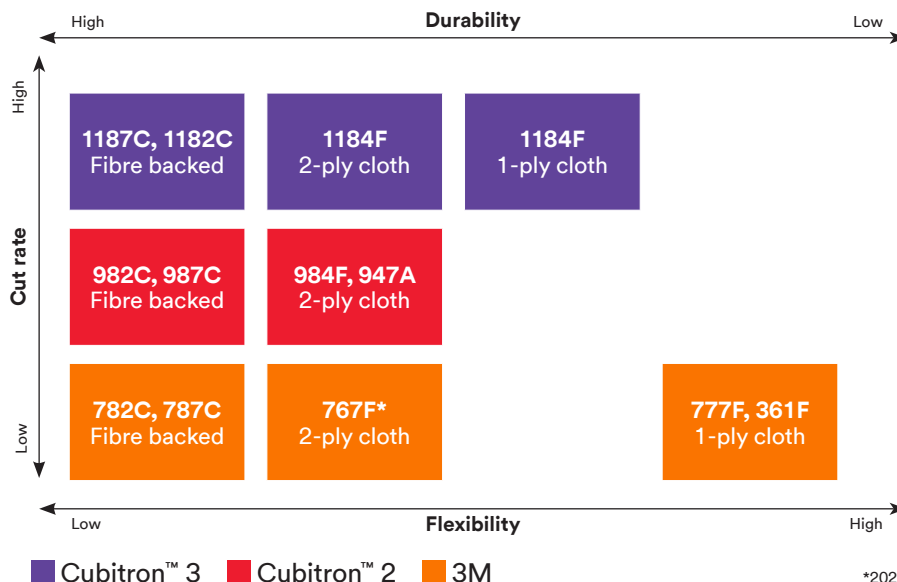 High Durability Low
High
1187C, 1182C
Fibre backed
1184F
2-ply cloth
1184F
1-ply cloth
Cut rate
982C, 987C
Fibre backed
984F, 947A
2-ply cloth
782C, 787C
Fibre backed
767F*
2-ply cloth
777F, 361F
1-ply cloth
Low
Low Flexibility High
Cubitron™ 3 Cubitron™ 2 3M
*202